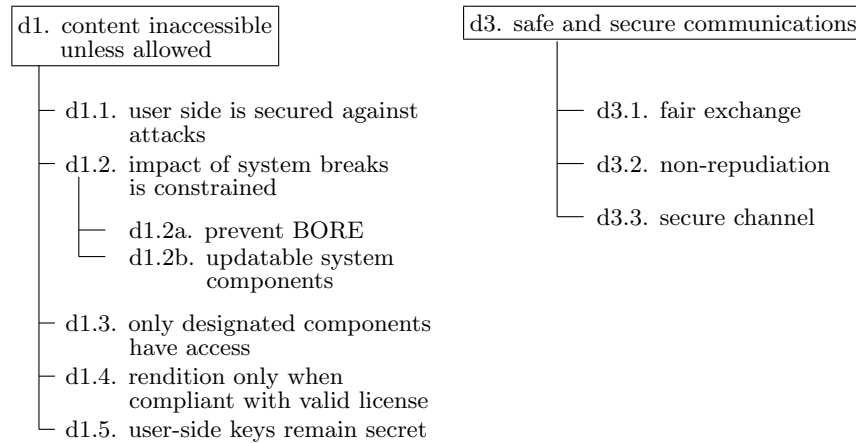 d1. content inaccessible
unless allowed
d1.1. user side is secured against
attacks
d1.2. impact of system breaks
is constrained
d1.2a. prevent BORE
d1.2b. updatable system
components
d1.3. only designated components
have access
d1.4. rendition only when
compliant with valid license
d1.5. user-side keys remain secret
d3. safe and secure communications
d3.1. fair exchange
d3.2. non-repudiation
d3.3. secure channel